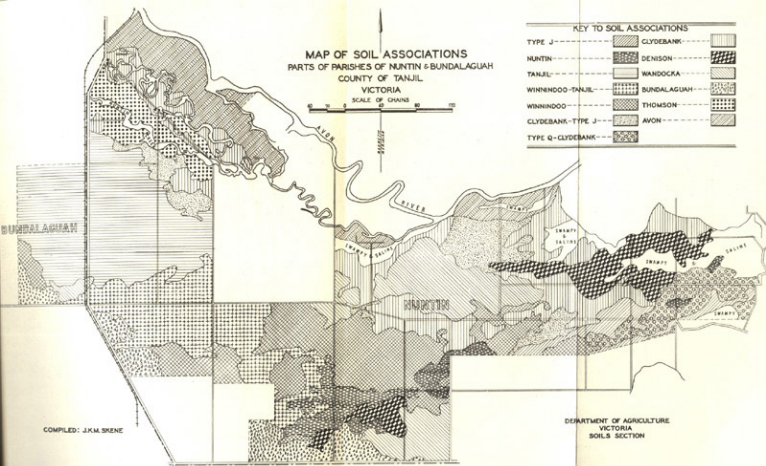 MAP OF SOIL ASSOCIATIONS
PARTS OF PARISHES OF NUNTIN & BUNDALAGUAH
COUNTY OF TANJIL
VICTORIA
SCALE OF CHAINS
KEY TO SOIL ASSOCIATIONS
TYPE J CLYDEBANK
NUNTIN DENISON
TANJIL WANDOCKA
WINNINDOO-TANJIL BUNDALAGUAH
WINNINDOO THOMSON
CLYDEBANK-TYPE J AVON
TYPE Q-CLYDEBANK
AVON
RIVER
SWAMPY
SWAMPY
&
SALINE
SWAMPY & SALINE
SWAMPY & SALINE
SWAMPY
BUNDALAGUAH
NUNTIN
COMPILED: J.K.M. SKENE
DEPARTMENT OF AGRICULTURE
VICTORIA
SOILS SECTION